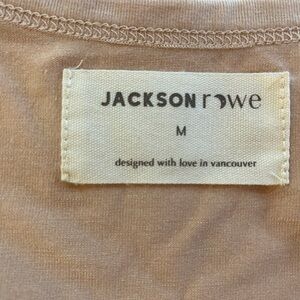 JACKSON rowe
M
designed with love in vancouver